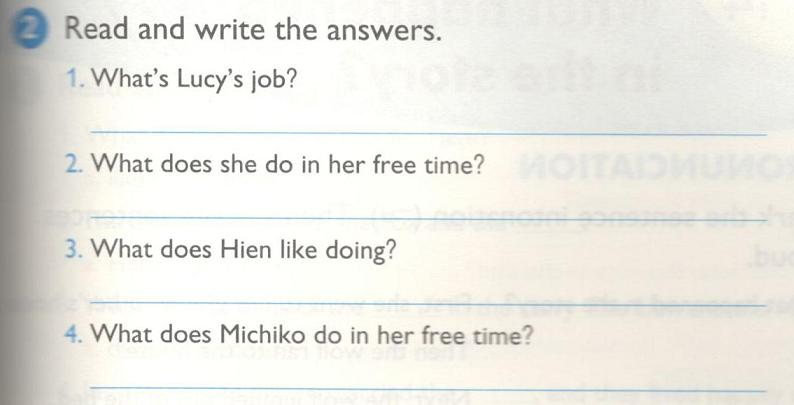 2 Read and write the answers.
1. What's Lucy's job?
2. What does she do in her free time?
3. What does Hien like doing?
4. What does Michiko do in her free time?